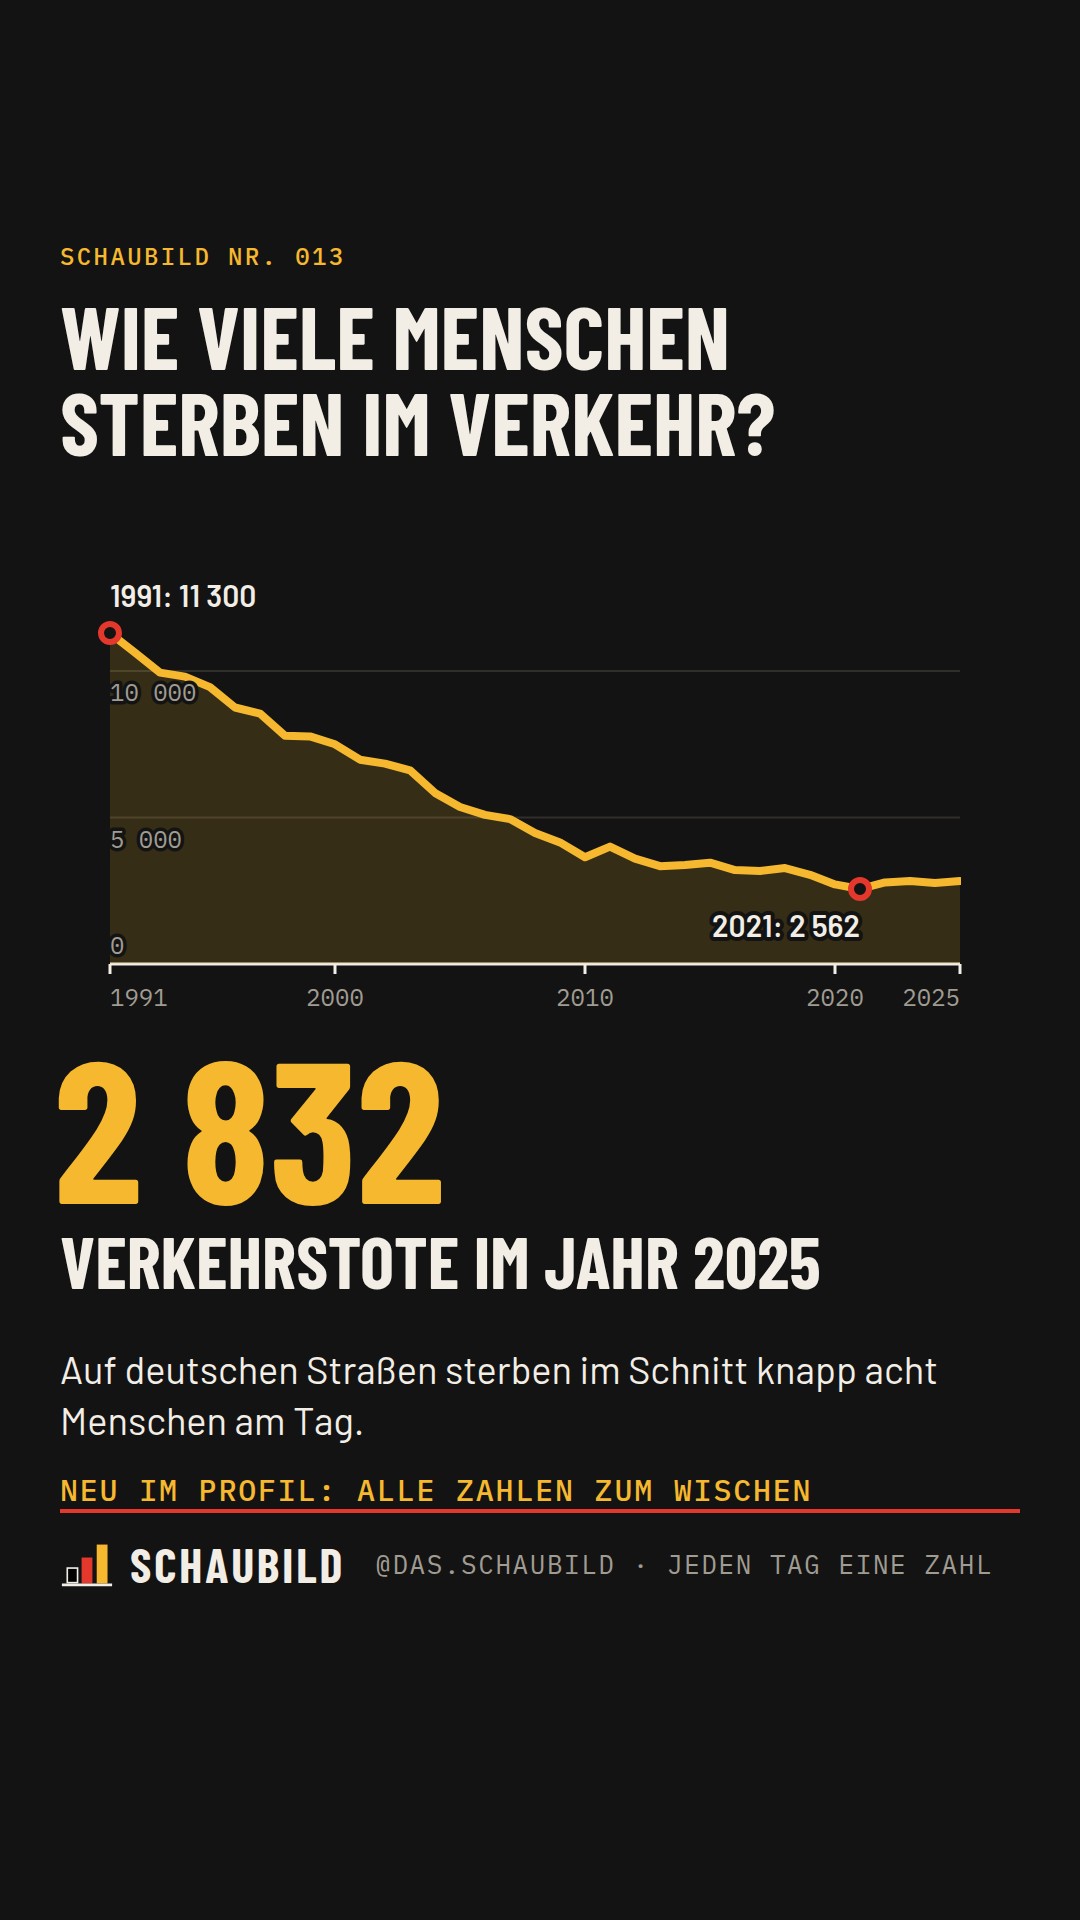 SCHAUBILD NR. 013
WIE VIELE MENSCHEN
STERBEN IM VERKEHR?
1991: 11 300
10 000
5 000
2021: 2 562
0
1991 2000 2010 2020 2025
2 832
VERKEHRSTOTE IM JAHR 2025
Auf deutschen Straßen sterben im Schnitt knapp acht
Menschen am Tag.
NEU IM PROFIL: ALLE ZAHLEN ZUM WISCHEN
SCHAUBILD @DAS.SCHAUBILD · JEDEN TAG EINE ZAHL